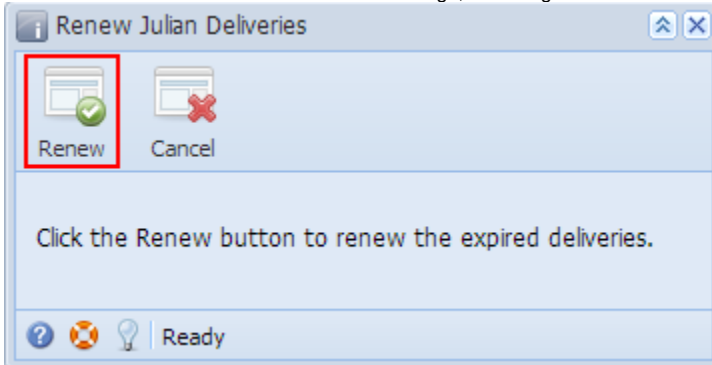 Renew Julian Deliveries
Renew Cancel
Click the Renew button to renew the expired deliveries.
Ready